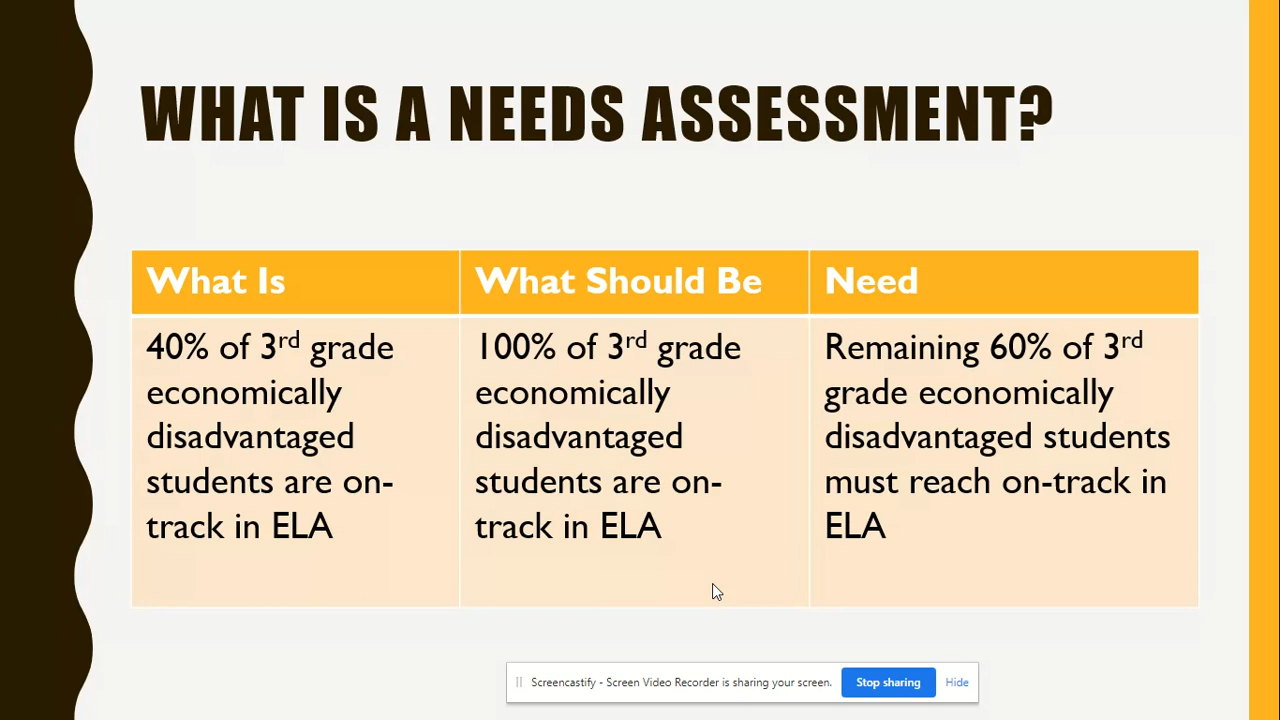 WHAT IS A NEEDS ASSESSMENT?
What Is
What Should Be
Need
40% of 3rd grade
economically
disadvantaged
students are on-
track in ELA
100% of 3rd grade
economically
disadvantaged
students are on-
track in ELA
Remaining 60% of 3rd
grade economically
disadvantaged students
must reach on-track in
ELA
Screencastify - Screen Video Recorder is sharing your screen.
Stop sharing
Hide